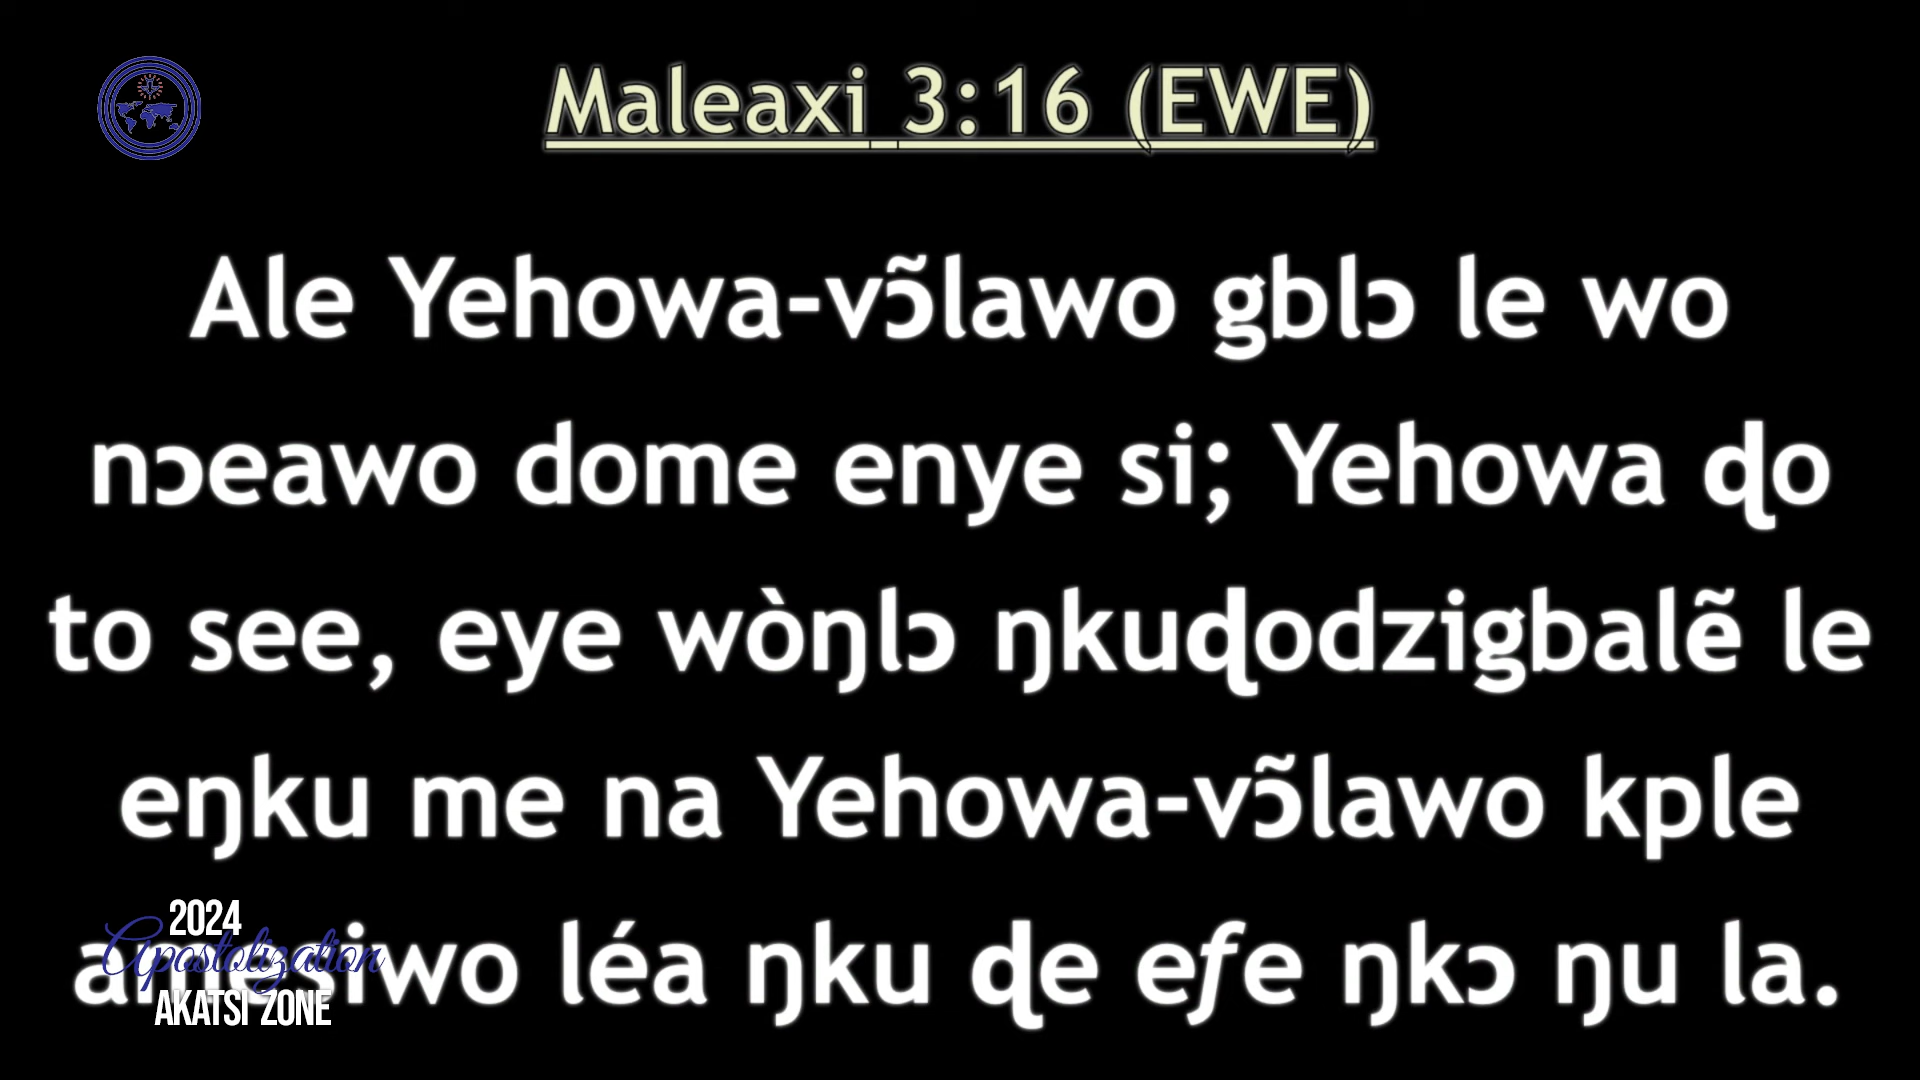 Maleaxi 3:16 (EWE)
Ale Yehowa-vɔ̃lawo gblɔ le wo
nɔeawo dome enye si; Yehowa ɖo
to see, eye wòŋlɔ ŋkuɖodzigbalẽ le
eŋku me na Yehowa-vɔ̃lawo kple
amesiwo léa ŋku ɖe eƒe ŋkɔ ŋu la.
2024
Apostolization
AKATSI ZONE